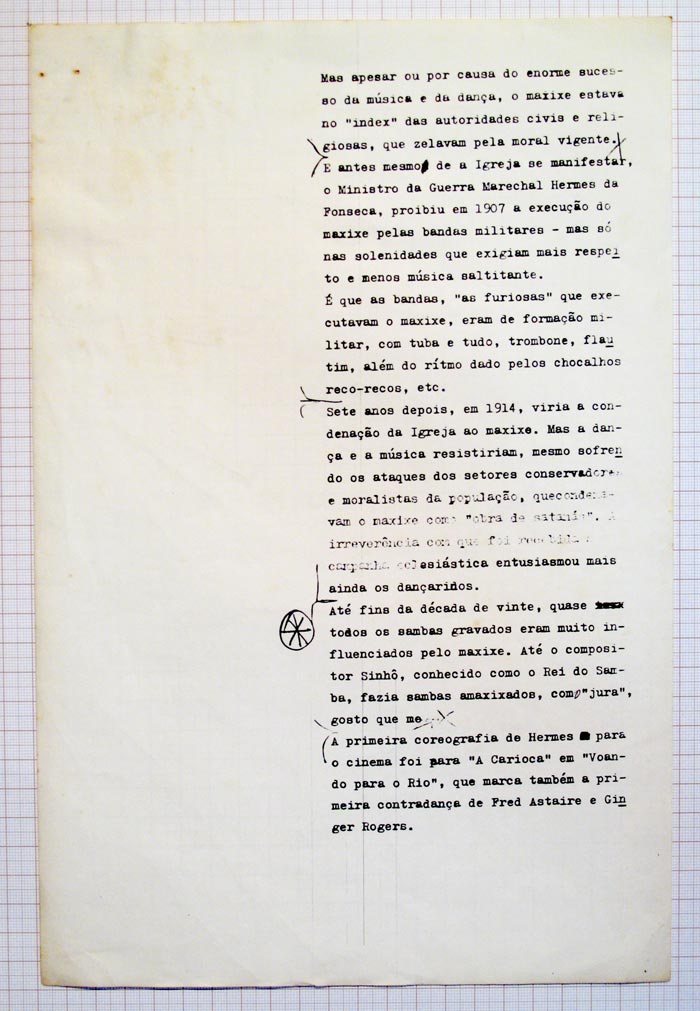 Mas apesar ou por causa do enorme suces-
so da música e da dança, o maxixe estava
no "index" das autoridades civis e reli-
giosas, que zelavam pela moral vigente.
E antes mesmo de a Igreja se manifestar,
o Ministro da Guerra Marechal Hermes da
Fonseca, proibiu em 1907 a execução do
maxixe pelas bandas militares - mas só
nas solenidades que exigiam mais respei
to e menos música saltitante.
É que as bandas, "as furiosas" que exe-
cutavam o maxixe, eram de formação mi-
litar, com tuba e tudo, trombone, flau
tim, além do rítmo dado pelos chocalhos
reco-recos, etc.
Sete anos depois, em 1914, viria a con-
denação da Igreja ao maxixe. Mas a dan-
ça e a música resistiriam, mesmo sofren
do os ataques dos setores conservadores
e moralistas da população, quecondena-
vam o maxixe como "obra de satanás". A
irreverência com que foi recebida a
campanha eclesiástica entusiasmou mais
ainda os dançarinos.
Até fins da década de vinte, quase
todos os sambas gravados eram muito in-
fluenciados pelo maxixe. Até o composi-
tor Sinhô, conhecido como o Rei do Sam-
ba, fazia sambas amaxixados, como "jura",
gosto que me
A primeira coreografia de Hermes para
o cinema foi para "A Carioca" em "Voan-
do para o Rio", que marca também a pri-
meira contradança de Fred Astaire e Gin
ger Rogers.